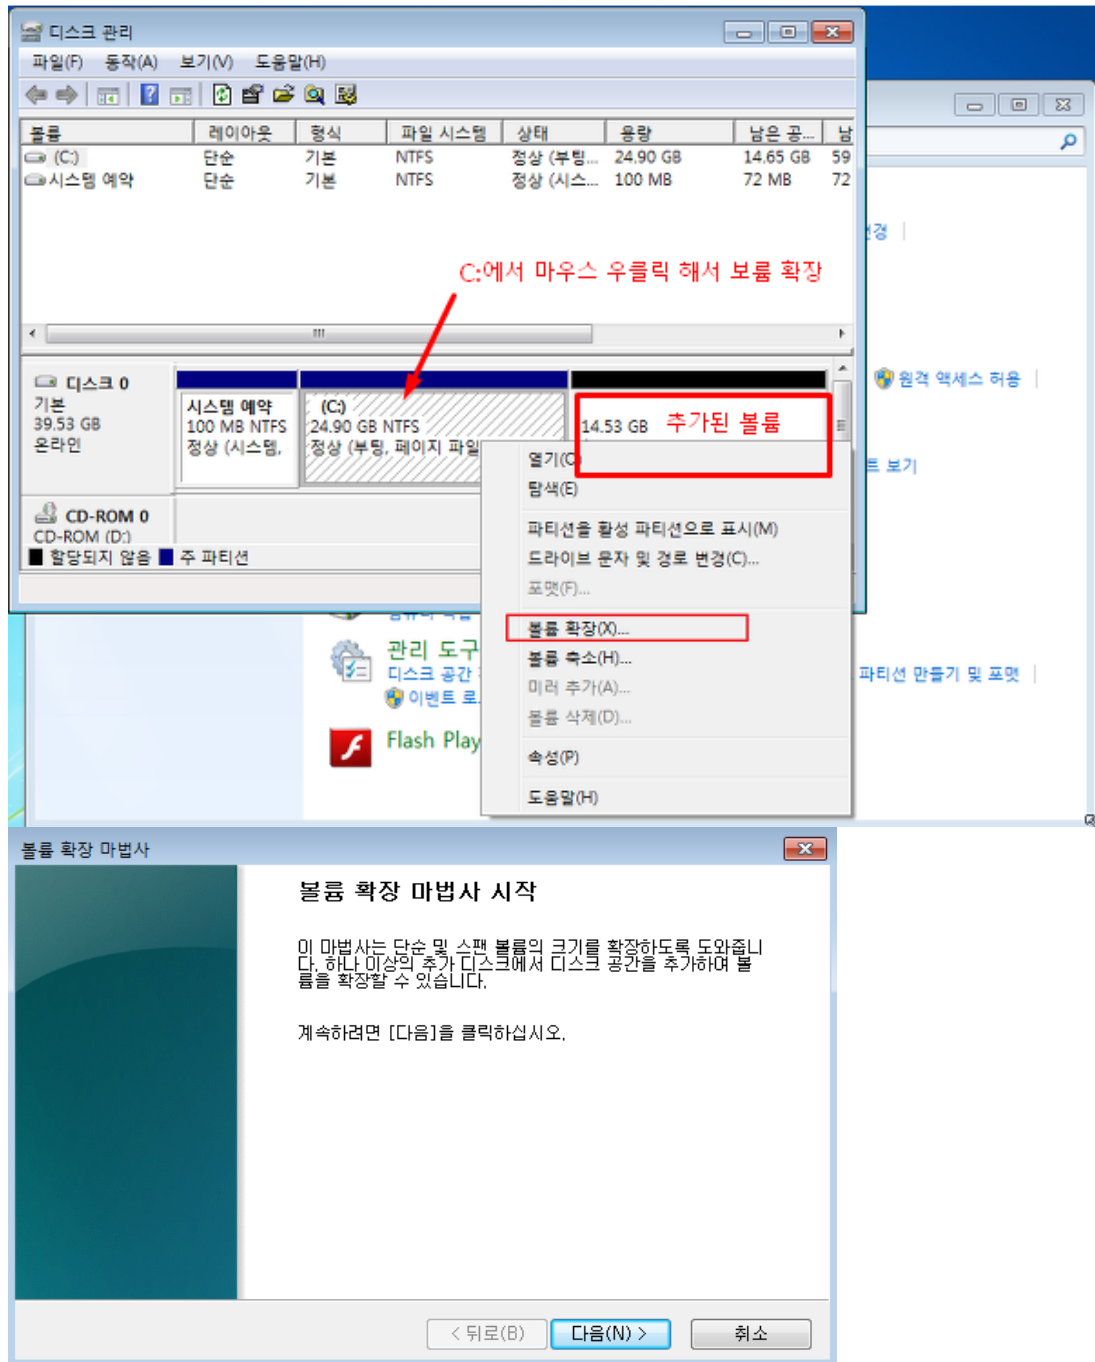 디스크 관리
파일(F) 동작(A) 보기(V) 도움말(H)
볼륨 레이아웃 형식 파일 시스템 상태 용량 남은 공... 남
(C:) 단순 기본 NTFS 정상 (부팅... 24.90 GB 14.65 GB 59
시스템 예약 단순 기본 NTFS 정상 (시스... 100 MB 72 MB 72
C:에서 마우스 우클릭 해서 보륨 확장
디스크 0
기본
39.53 GB
온라인
시스템 예약
100 MB NTFS
정상 (시스템,
(C:)
24.90 GB NTFS
정상 (부팅, 페이지 파일
14.53 GB
추가된 볼륨
CD-ROM 0
CD-ROM (D:)
할당되지 않음 주 파티션
열기(O)
탐색(E)
파티션을 활성 파티션으로 표시(M)
드라이브 문자 및 경로 변경(C)...
포맷(F)...
볼륨 확장(X)...
볼륨 축소(H)...
미러 추가(A)...
볼륨 삭제(D)...
속성(P)
도움말(H)
원격 액세스 허용
트 보기
관리 도구
디스크 공간
파티션 만들기 및 포맷
이벤트 로
Flash Play
볼륨 확장 마법사
볼륨 확장 마법사 시작
이 마법사는 단순 및 스팬 볼륨의 크기를 확장하도록 도와줍니
다. 하나 이상의 추가 디스크에서 디스크 공간을 추가하여 볼
륨을 확장할 수 있습니다.
계속하려면 [다음]을 클릭하십시오.
< 뒤로(B) 다음(N) > 취소